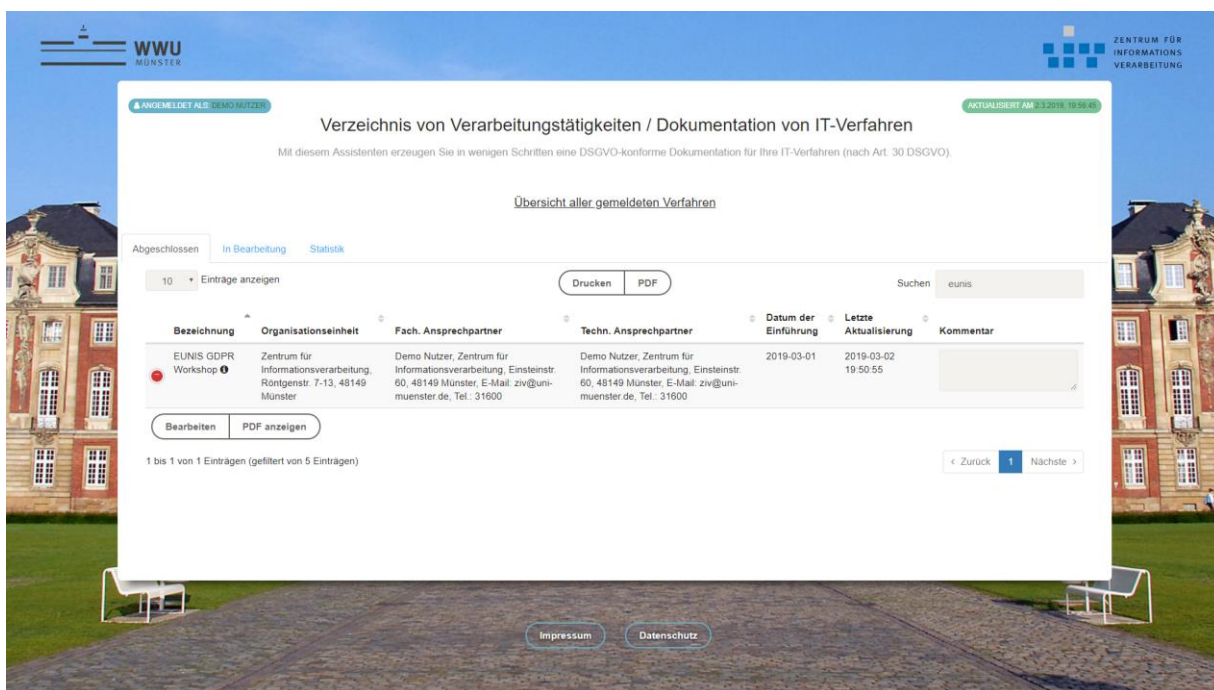 WWU
MÜNSTER
ZENTRUM FÜR
INFORMATIONS
VERARBEITUNG
ANGEMELDET ALS: DEMO NUTZER
AKTUALISIERT AM 2.3.2019,
Verzeichnis von Verarbeitungstätigkeiten / Dokumentation von IT-Verfahren
Mit diesem Assistenten erzeugen Sie in wenigen Schritten eine DSGVO-konforme Dokumentation für Ihre IT-Verfahren (nach Art. 30 DSGVO).
Übersicht aller gemeldeten Verfahren
Abgeschlossen In Bearbeitung Statistik
10 Einträge anzeigen Drucken PDF Suchen eunis
Datum der Letzte
Bezeichnung Organisationseinheit Fach. Ansprechpartner Techn. Ansprechpartner Einführung Aktualisierung Kommentar
EUNIS GDPR Zentrum für Demo Nutzer, Zentrum für Demo Nutzer, Zentrum für 2019-03-01 2019-03-02
Workshop Informationsverarbeitung, Informationsverarbeitung, Einsteinstr. Informationsverarbeitung, Einsteinstr. 19:50:55
Röntgenstr. 7-13, 48149 60, 48149 Münster, E-Mail: ziv@uni- 60, 48149 Münster, E-Mail: ziv@uni-
Münster muenster.de, Tel.: 31600 muenster.de, Tel.: 31600
Bearbeiten PDF anzeigen
1 bis 1 von 1 Einträgen (gefiltert von 5 Einträgen) ‹ Zurück 1 Nächste ›
Impressum Datenschutz